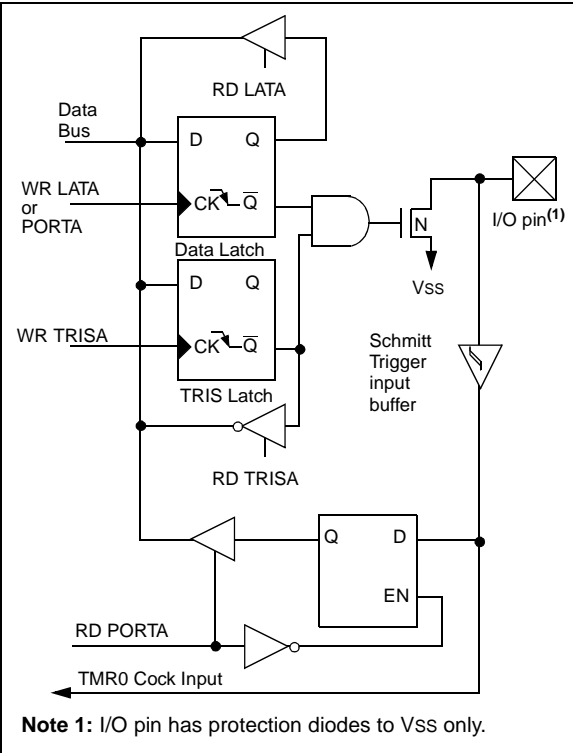 RD LATA
Data
Bus
D Q
WR LATA
or
PORTA
CK Q
N
I/O pin(1)
Data Latch
VSS
D Q
WR TRISA
CK Q
Schmitt
Trigger
input
buffer
TRIS Latch
RD TRISA
Q D
EN
RD PORTA
TMR0 Cock Input
Note 1: I/O pin has protection diodes to VSS only.